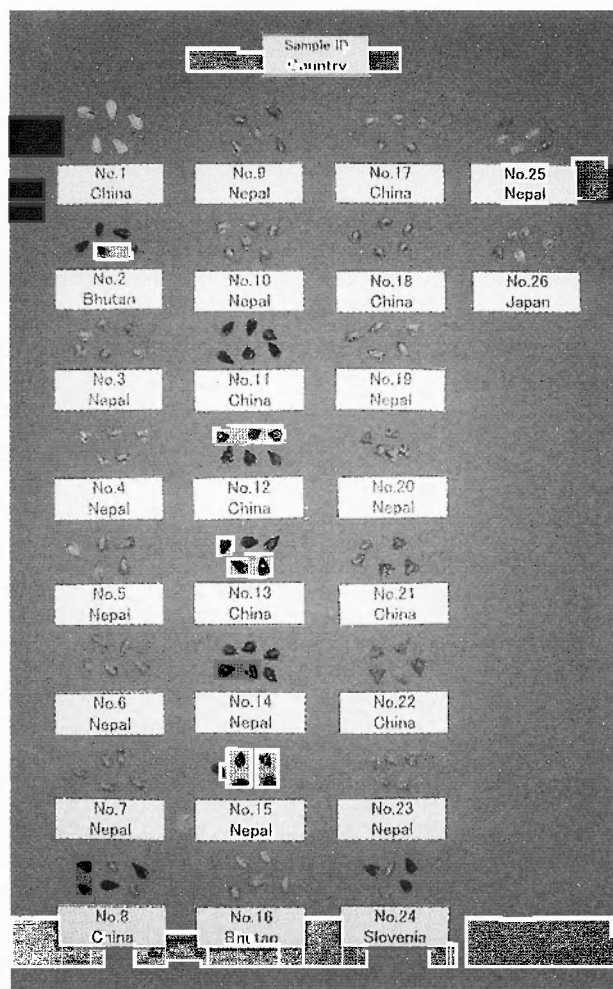 Sample ID
Country
No.1
China
No.9
Nepal
No.17
China
No.25
Nepal
No.2
Bhutan
No.10
Nepal
No.18
China
No.26
Japan
No.3
Nepal
No.11
China
No.19
Nepal
No.4
Nepal
No.12
China
No.20
Nepal
No.5
Nepal
No.13
China
No.21
China
No.6
Nepal
No.14
Nepal
No.22
China
No.7
Nepal
No.15
Nepal
No.23
Nepal
No.8
China
No.16
Bhutan
No.24
Slovenia